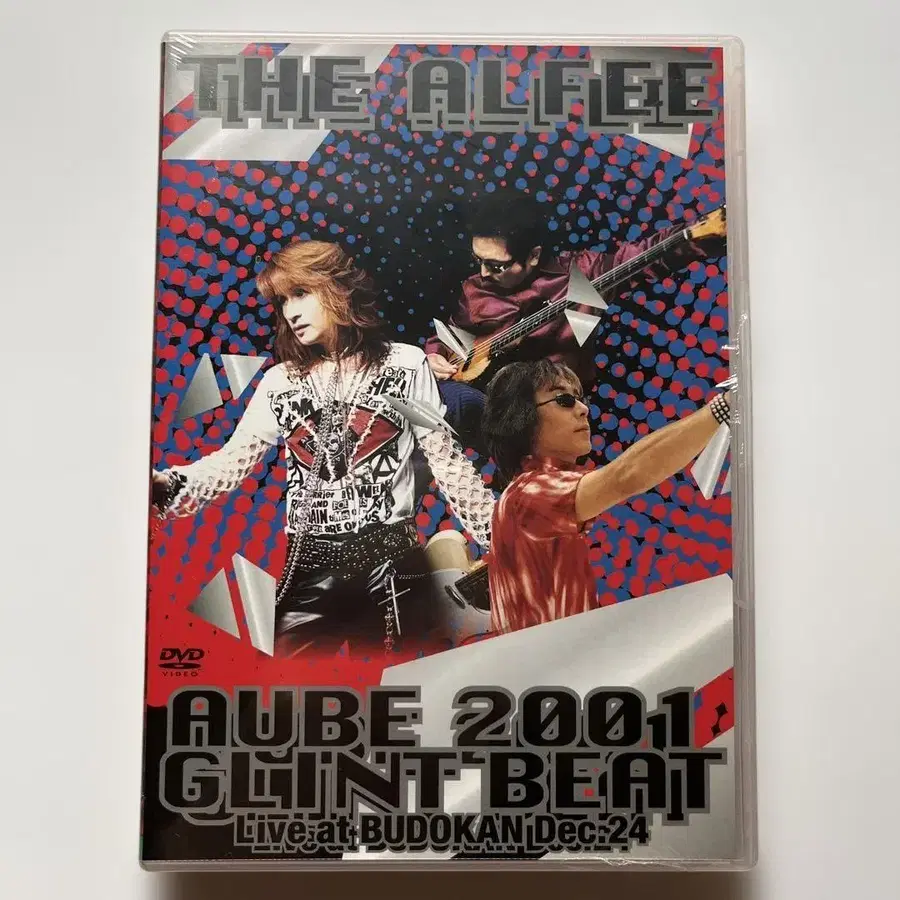 THE ALFEE
DVD
VIDEO
AUBE 2001
GLINT BEAT
Live at BUDOKAN Dec.24